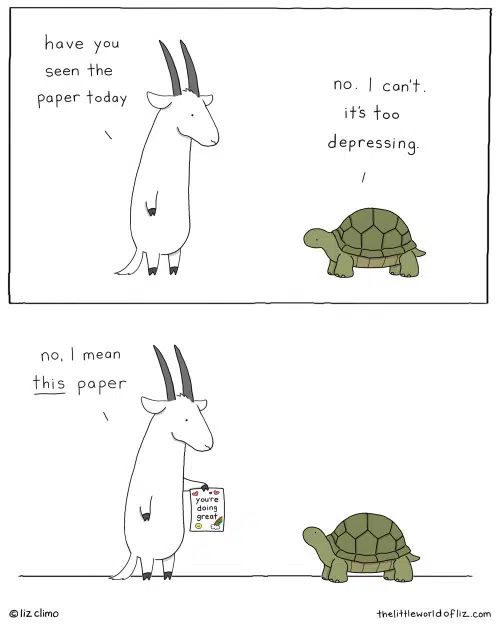 have you
seen the
paper today
no. I can't.
it's too
depressing.
no, I mean
this paper
you're
doing
great
© liz climo
thelittleworldofliz.com